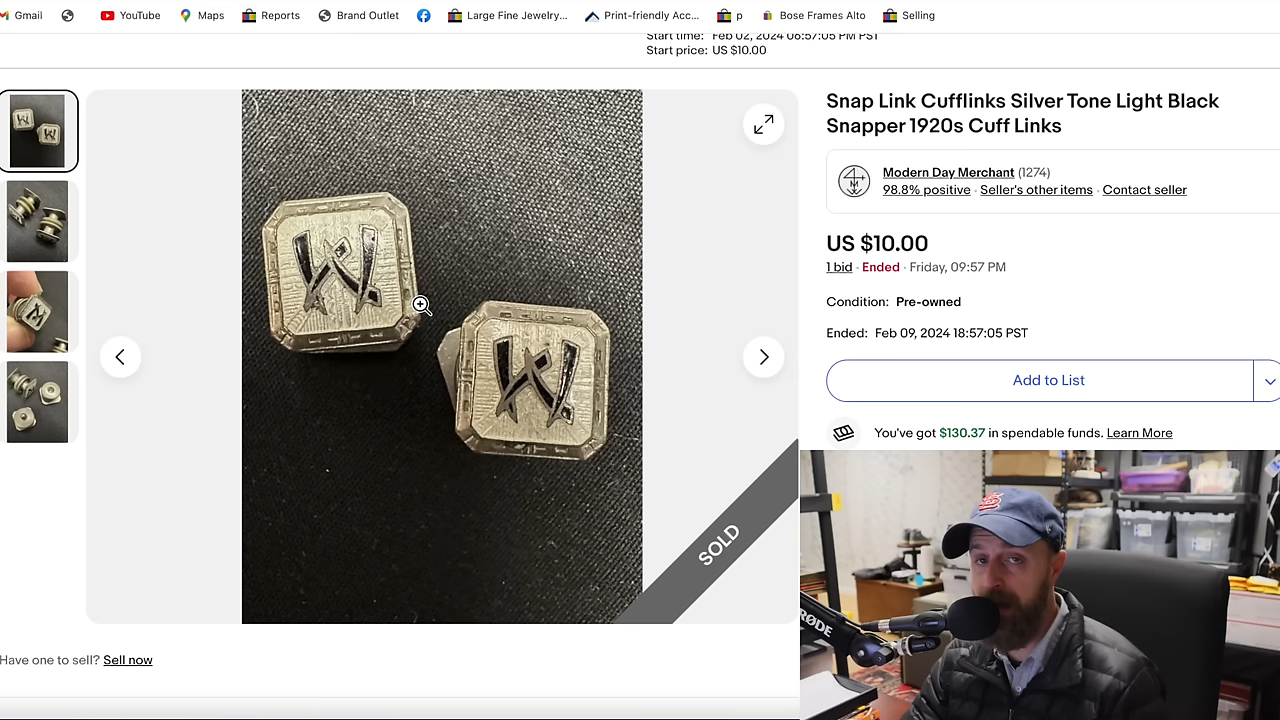 Gmail
YouTube
Maps
Reports
Brand Outlet
Large Fine Jewelry...
Print-friendly Acc...
p
Bose Frames Alto
Selling
Start time: Feb 02, 2024 06:57:05 PM PST
Start price: US $10.00
Snap Link Cufflinks Silver Tone Light Black
Snapper 1920s Cuff Links
Modern Day Merchant (1274)
98.8% positive · Seller's other items · Contact seller
US $10.00
1 bid · Ended · Friday, 09:57 PM
Condition: Pre-owned
Ended: Feb 09, 2024 18:57:05 PST
Add to List
You've got $130.37 in spendable funds. Learn More
SOLD
W
W
RØDE
Have one to sell? Sell now